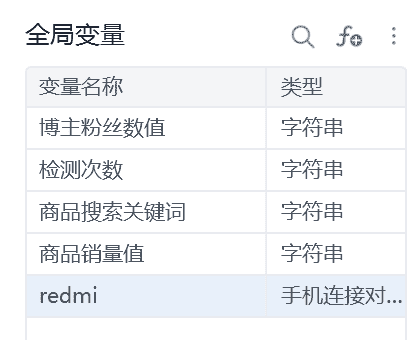 全局变量
变量名称 类型
博主粉丝数值 字符串
检测次数 字符串
商品搜索关键词 字符串
商品销量值 字符串
redmi 手机连接对...